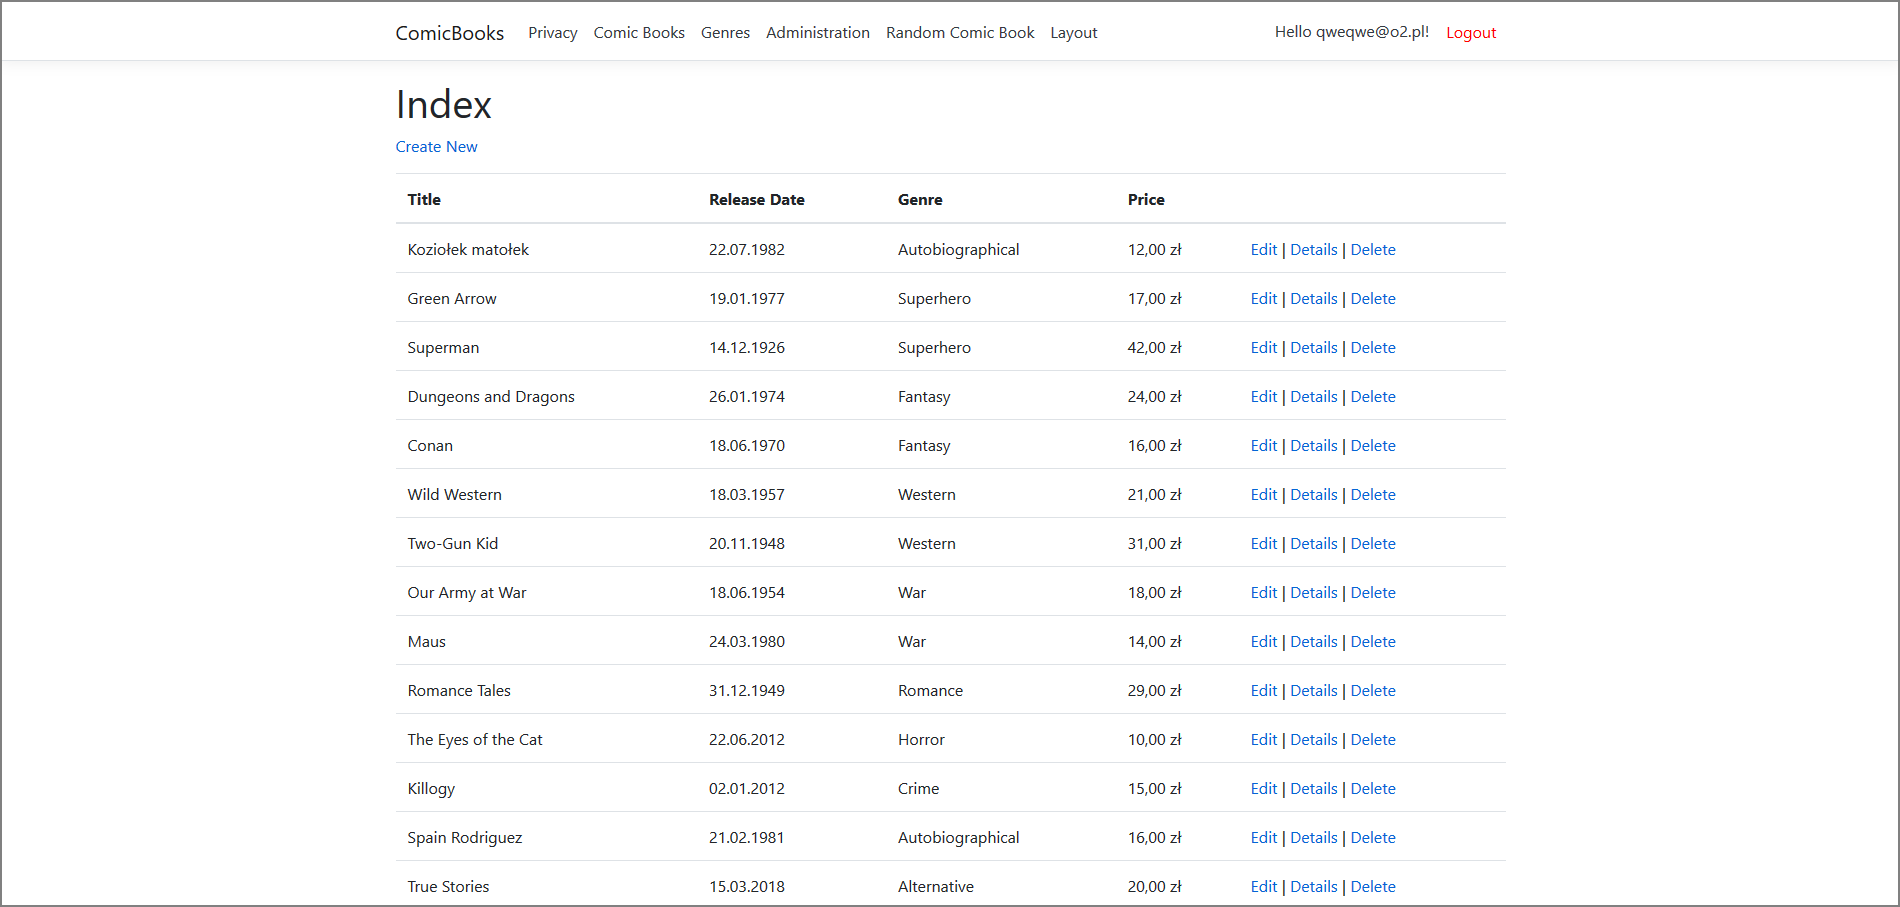 ComicBooks Privacy Comic Books Genres Administration Random Comic Book Layout Hello qweqwe@o2.pl! Logout
Index
Create New
Title Release Date Genre Price
Koziołek matołek 22.07.1982 Autobiographical 12,00 zł Edit | Details | Delete
Green Arrow 19.01.1977 Superhero 17,00 zł Edit | Details | Delete
Superman 14.12.1926 Superhero 42,00 zł Edit | Details | Delete
Dungeons and Dragons 26.01.1974 Fantasy 24,00 zł Edit | Details | Delete
Conan 18.06.1970 Fantasy 16,00 zł Edit | Details | Delete
Wild Western 18.03.1957 Western 21,00 zł Edit | Details | Delete
Two-Gun Kid 20.11.1948 Western 31,00 zł Edit | Details | Delete
Our Army at War 18.06.1954 War 18,00 zł Edit | Details | Delete
Maus 24.03.1980 War 14,00 zł Edit | Details | Delete
Romance Tales 31.12.1949 Romance 29,00 zł Edit | Details | Delete
The Eyes of the Cat 22.06.2012 Horror 10,00 zł Edit | Details | Delete
Killogy 02.01.2012 Crime 15,00 zł Edit | Details | Delete
Spain Rodriguez 21.02.1981 Autobiographical 16,00 zł Edit | Details | Delete
True Stories 15.03.2018 Alternative 20,00 zł Edit | Details | Delete